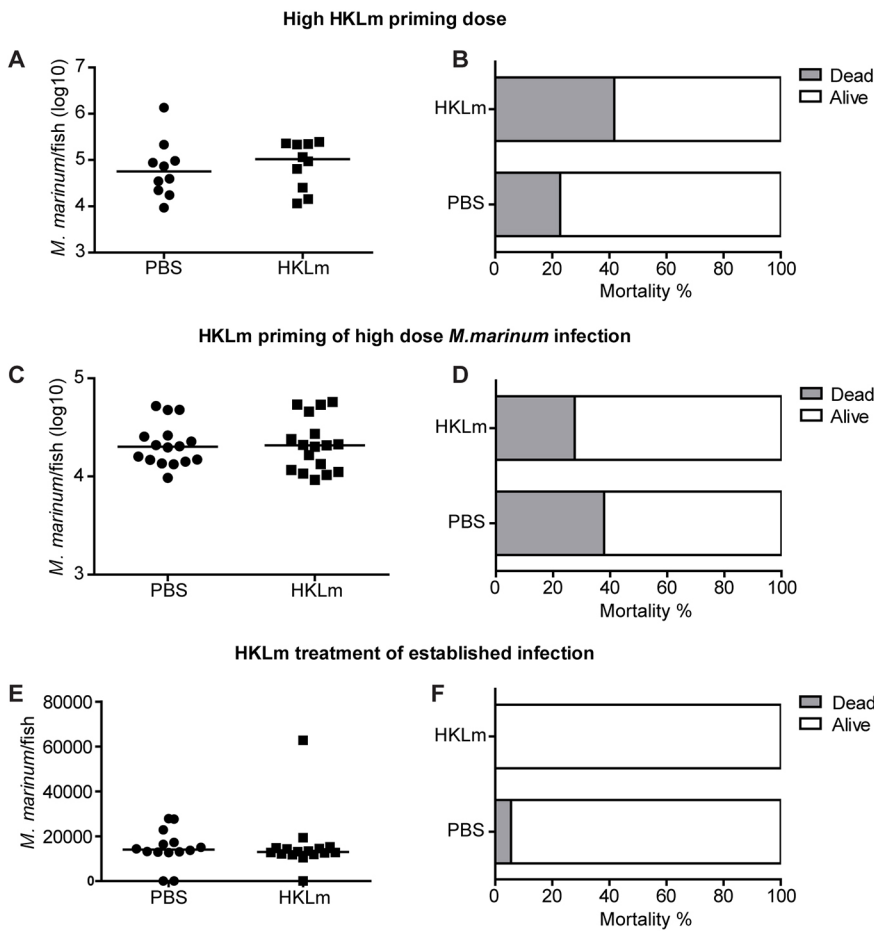 High HKLm priming dose
A
M. marinum/fish (log10)
7
6
5
4
3
PBS
HKLm
B
HKLm
PBS
0
20
40
60
80
100
Mortality %
Dead
Alive
HKLm priming of high dose M.marinum infection
C
M. marinum/fish (log10)
5
4
3
PBS
HKLm
D
HKLm
PBS
0
20
40
60
80
100
Mortality %
Dead
Alive
HKLm treatment of established infection
E
M. marinum/fish
80000
60000
40000
20000
0
PBS
HKLm
F
HKLm
PBS
0
20
40
60
80
100
Mortality %
Dead
Alive